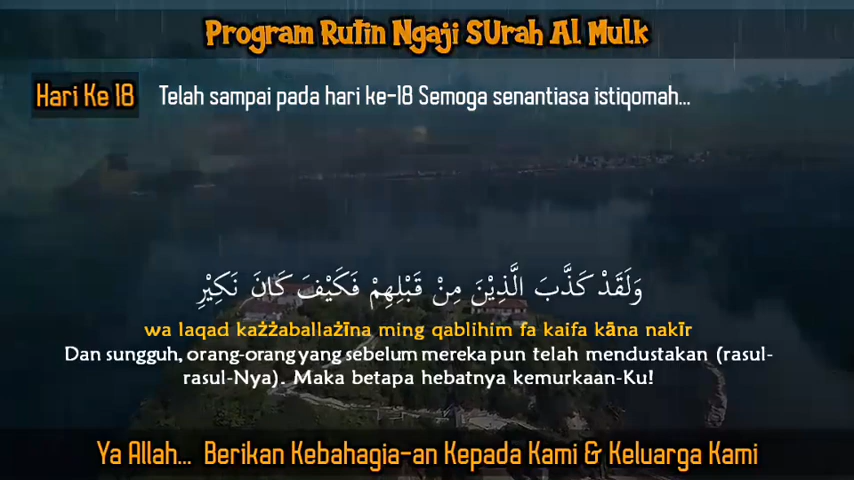 Program Rutin Ngaji SUrah Al Mulk
Hari Ke 18
Telah sampai pada hari ke-18 Semoga senantiasa istiqomah...
وَلَقَدْ كَذَّبَ الَّذِيْنَ مِنْ قَبْلِهِمْ فَكَيْفَ كَانَ نَكِيْرِ
wa laqad każżaballażīna ming qablihim fa kaifa kāna nakīr
Dan sungguh, orang-orang yang sebelum mereka pun telah mendustakan (rasul-
rasul-Nya). Maka betapa hebatnya kemurkaan-Ku!
Ya Allah... Berikan Kebahagia-an Kepada Kami & Keluarga Kami